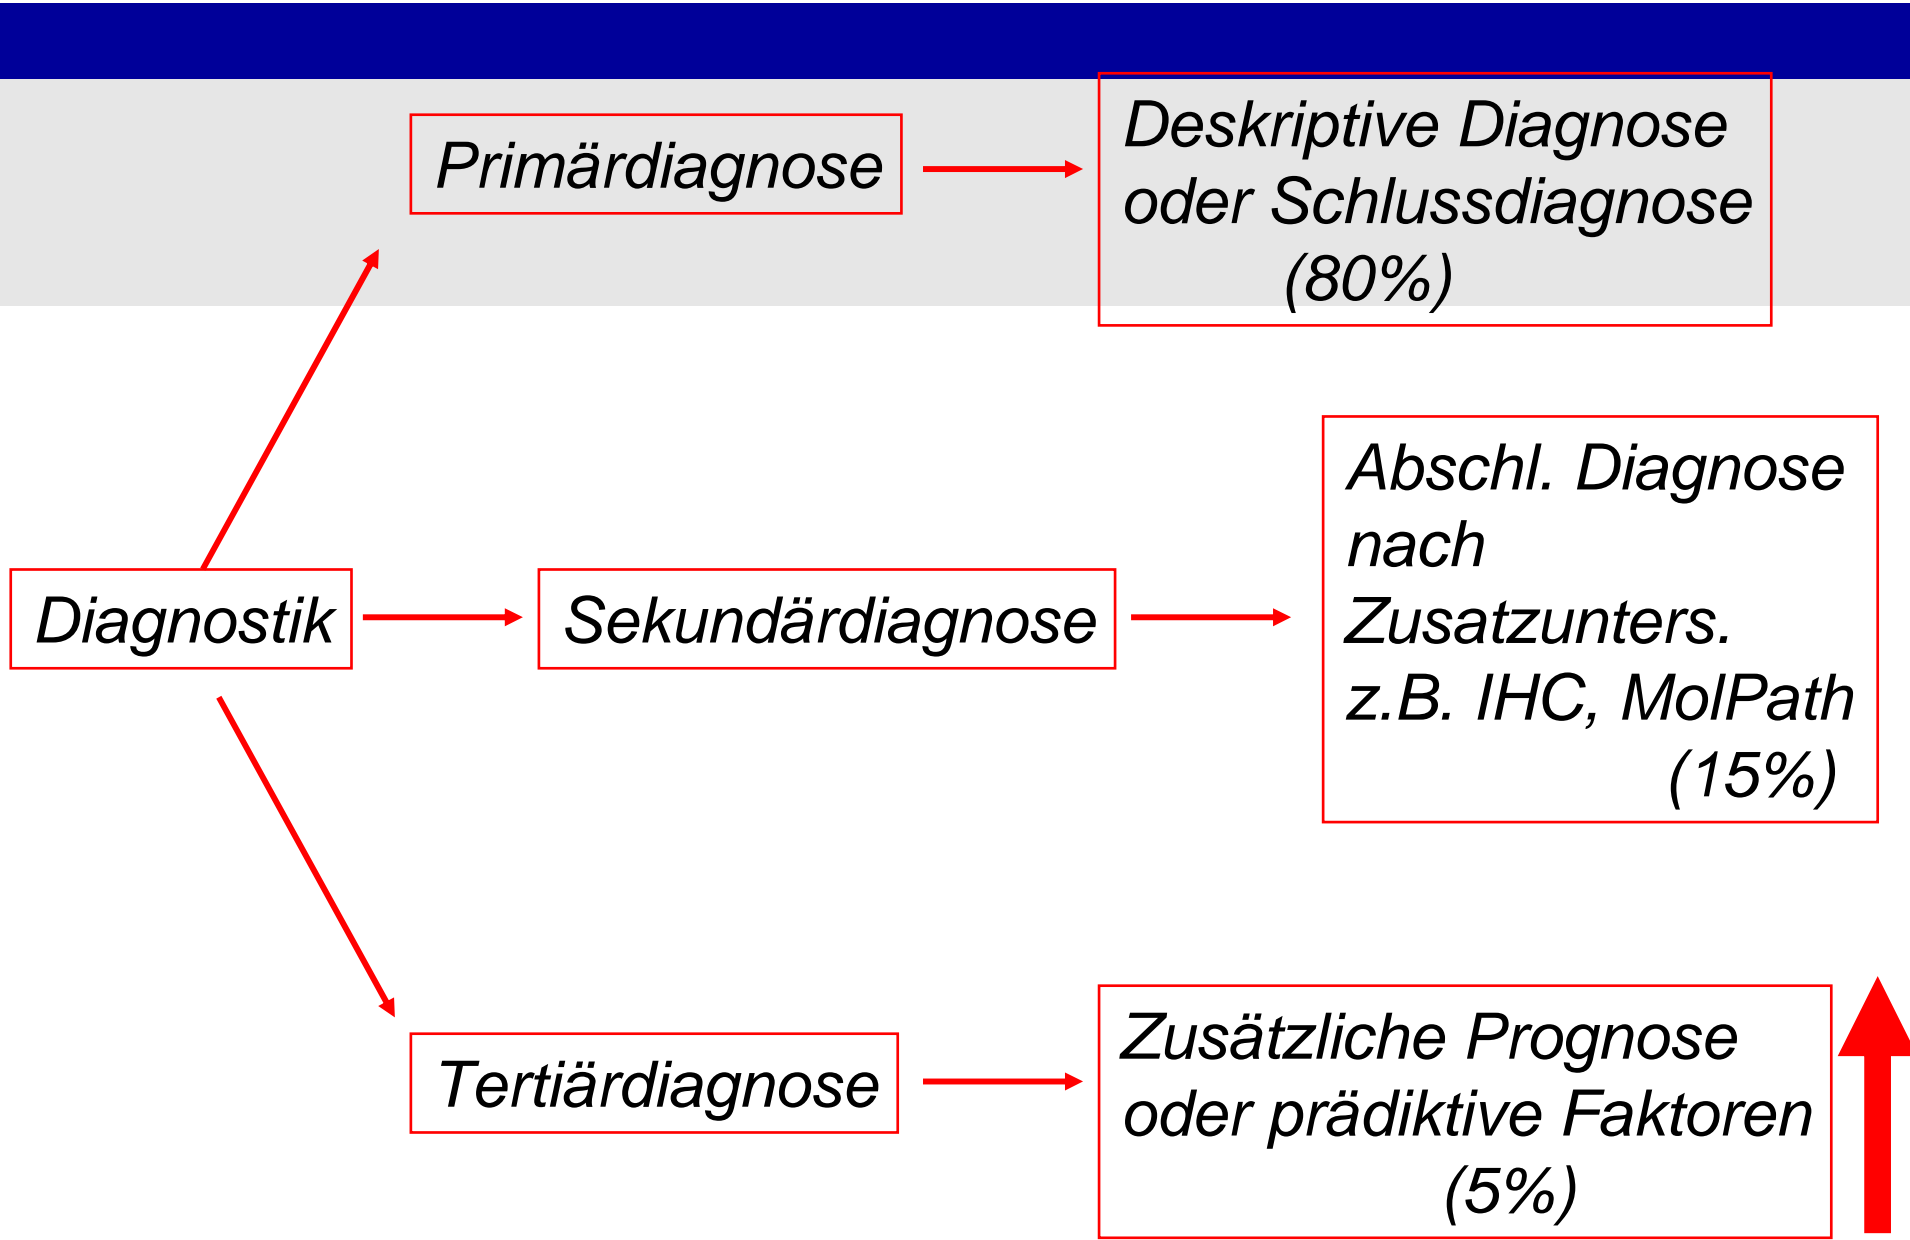 Primärdiagnose
Deskriptive Diagnose
oder Schlussdiagnose
(80%)
Diagnostik
Sekundärdiagnose
Abschl. Diagnose
nach
Zusatzunters.
z.B. IHC, MolPath
(15%)
Tertiärdiagnose
Zusätzliche Prognose
oder prädiktive Faktoren
(5%)